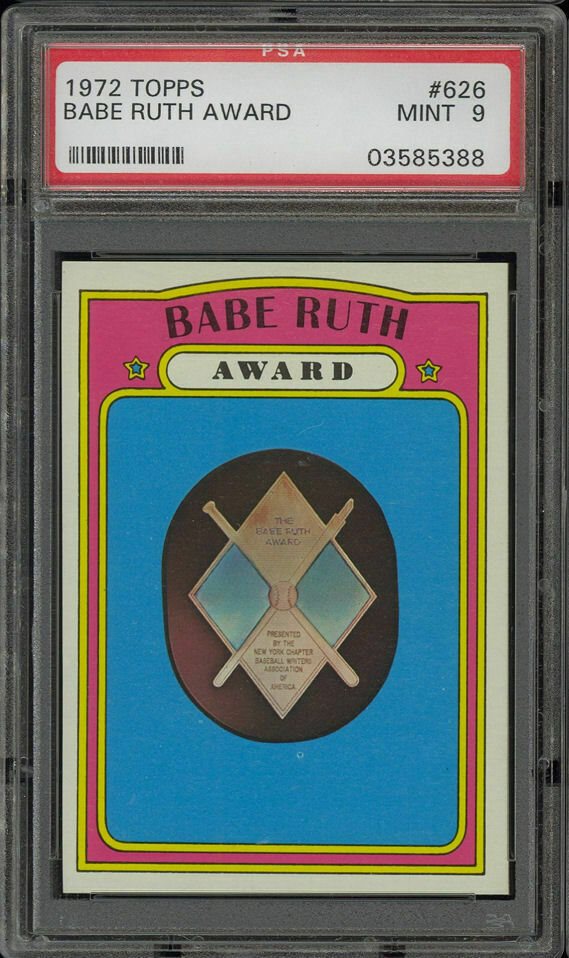 PSA
1972 TOPPS #626
BABE RUTH AWARD MINT 9
03585388
BABE RUTH
AWARD
THE
BABE RUTH
AWARD
PRESENTED
BY THE
NEW YORK CHAPTER
BASEBALL WRITERS
ASSOCIATION
OF
AMERICA